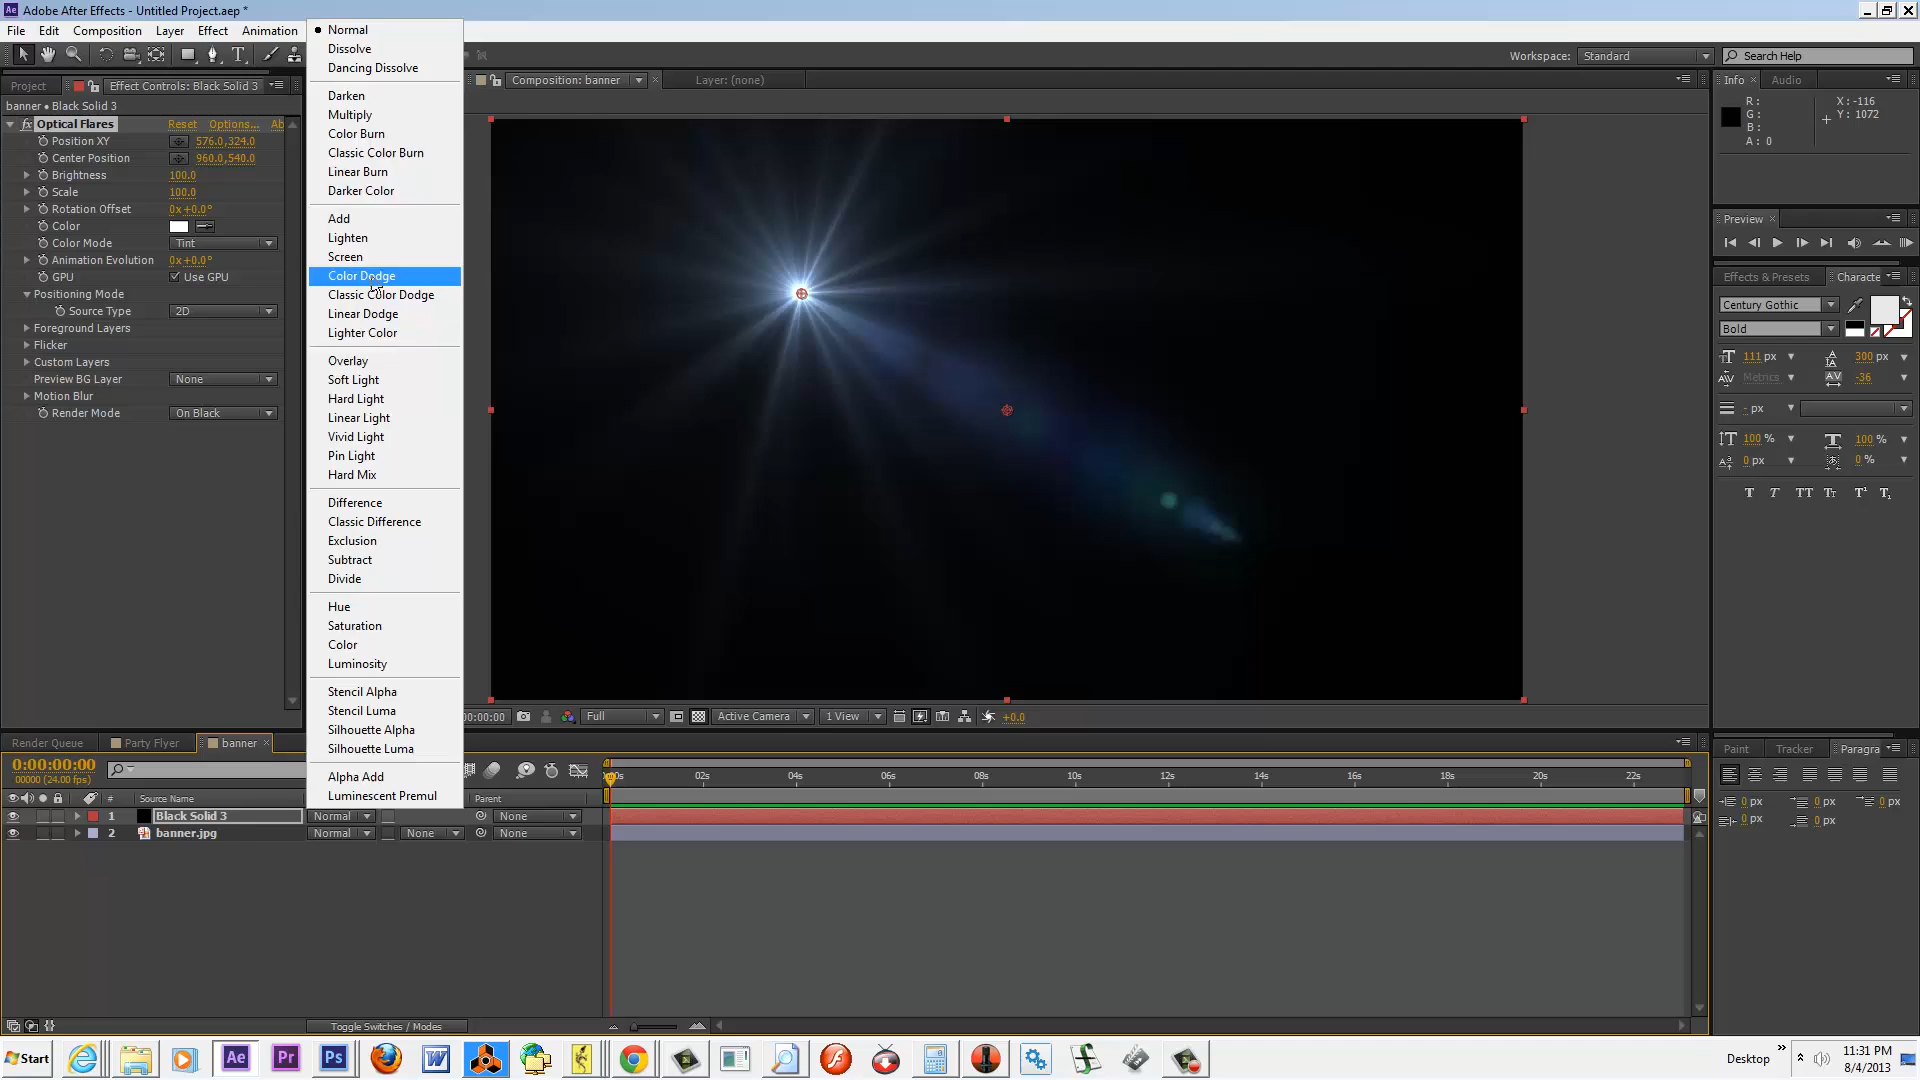 Adobe After Effects - Untitled Project.aep *
File Edit Composition Layer Effect Animation
Workspace: Standard Search Help
Project Effect Controls: Black Solid 3
Composition: banner Layer: (none)
Info Audio
banner • Black Solid 3
R: X: -116
G: Y: 1072
B:
A: 0
fx Optical Flares Reset Options... Ab
Position XY 576.0,324.0
Center Position 960.0,540.0
Brightness 100.0
Scale 100.0
Rotation Offset 0x+0.0°
Color
Color Mode Tint
Animation Evolution 0x+0.0°
GPU Use GPU
Positioning Mode
Source Type 2D
Foreground Layers
Flicker
Custom Layers
Preview BG Layer None
Motion Blur
Render Mode On Black
Normal
Dissolve
Dancing Dissolve
Darken
Multiply
Color Burn
Classic Color Burn
Linear Burn
Darker Color
Add
Lighten
Screen
Color Dodge
Classic Color Dodge
Linear Dodge
Lighter Color
Overlay
Soft Light
Hard Light
Linear Light
Vivid Light
Pin Light
Hard Mix
Difference
Classic Difference
Exclusion
Subtract
Divide
Hue
Saturation
Color
Luminosity
Stencil Alpha
Stencil Luma
Silhouette Alpha
Silhouette Luma
Alpha Add
Luminescent Premul
Preview
Effects & Presets Characte
Century Gothic
Bold
111 px 300 px
Metrics -36
- px
100 % 100 %
0 px 0 %
T T TT Tt T¹ T₁
00:00 Full Active Camera 1 View +0.0
Render Queue Party Flyer banner
Paint Tracker Paragra
0:00:00:00
00000 (24.00 fps)
00s 02s 04s 06s 08s 10s 12s 14s 16s 18s 20s 22s
# Source Name Parent
1 Black Solid 3 Normal None
2 banner.jpg Normal None None
0 px 0 px 0 px
0 px 0 px
Toggle Switches / Modes
Start Ae Pr Ps W Desktop
11:31 PM
8/4/2013